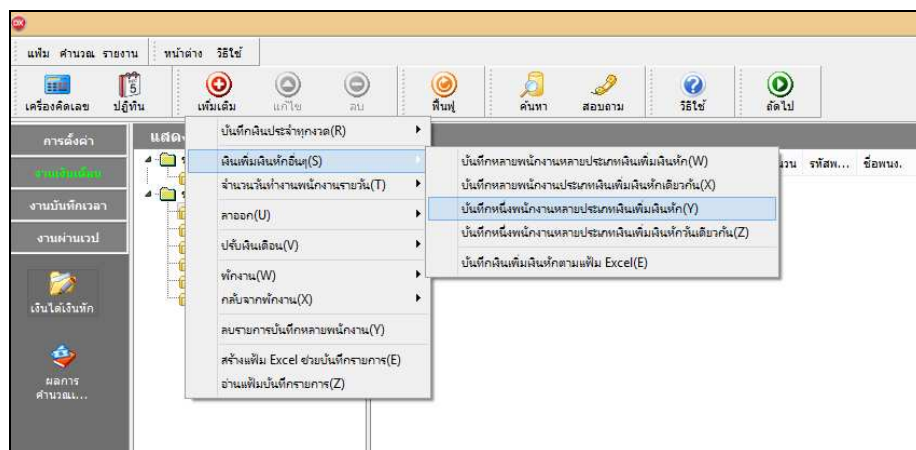 แฟ้ม คำนวณ รายงาน หน้าต่าง วิธีใช้
เครื่องคิดเลข ปฏิทิน เพิ่มเติม แก้ไข ลบ ฟื้นฟู ค้นหา สอบถาม วิธีใช้ ถัดไป
5
การตั้งค่า
งานเงินเดือน
งานบันทึกเวลา
งานผ่านเวป
เงินได้เงินหัก
ผลการ
คำนวณ...
แสดง
บันทึกเงินประจำทุกงวด(R)
เงินเพิ่มเงินหักอื่นๆ(S)
จำนวนวันทำงานพนักงานรายวัน(T)
ลาออก(U)
ปรับเงินเดือน(V)
พักงาน(W)
กลับจากพักงาน(X)
ลบรายการบันทึกหลายพนักงาน(Y)
สร้างแฟ้ม Excel ช่วยบันทึกรายการ(E)
อ่านแฟ้มบันทึกรายการ(Z)
บันทึกหลายพนักงานหลายประเภทเงินเพิ่มเงินหัก(W)
บันทึกหลายพนักงานประเภทเงินเพิ่มเงินหักเดียวกัน(X)
บันทึกหนึ่งพนักงานหลายประเภทเงินเพิ่มเงินหัก(Y)
บันทึกหนึ่งพนักงานหลายประเภทเงินเพิ่มเงินหักวันเดียวกัน(Z)
บันทึกเงินเพิ่มเงินหักตามแฟ้ม Excel(E)
รหัสพ... ชื่อพนง.